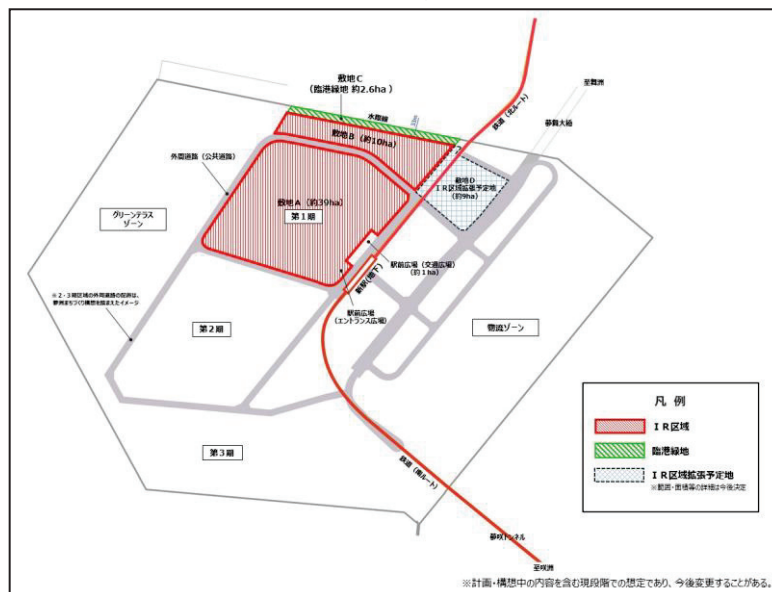 敷地C
(臨港緑地 約2.6ha )
水際線
鉄道(北ルート)
至舞洲
夢舞大橋
敷地B(約10ha)
外周道路(公共道路)
敷地D
IR区域拡張予定地
(約9ha)
敷地A(約39ha)
第1期
グリーンテラス
ゾーン
駅前広場(交通広場)
(約1ha)
新駅(地下)
駅前広場
(エントランス広場)
※2・3期区域の外周道路の配置は、
夢洲まちづくり構想を踏まえたイメージ
第2期
物流ゾーン
第3期
鉄道(南ルート)
夢咲トンネル
至咲洲
凡 例
IR区域
臨港緑地
IR区域拡張予定地
※範囲・面積等の詳細は今後決定
※計画・構想中の内容を含む現段階での想定であり、今後変更することがある。